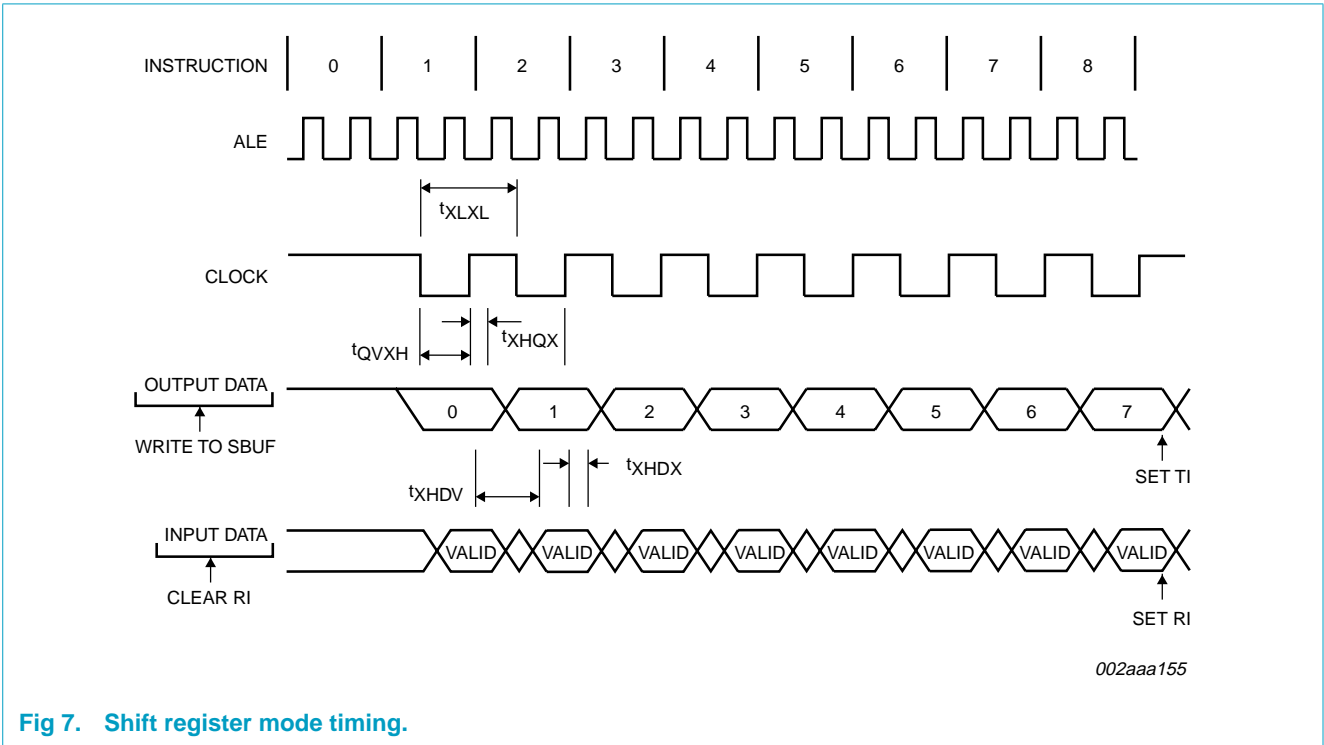 INSTRUCTION 0 1 2 3 4 5 6 7 8
ALE
tXLXL
CLOCK
tQVXH tXHQX
OUTPUT DATA 0 1 2 3 4 5 6 7
WRITE TO SBUF
SET TI
tXHDV tXHDX
INPUT DATA VALID VALID VALID VALID VALID VALID VALID VALID
CLEAR RI
SET RI
002aaa155
Fig 7. Shift register mode timing.